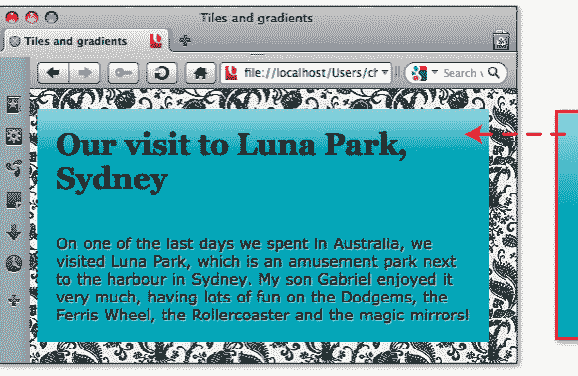 Tiles and gradients
Tiles and gradients
file://localhost/Users/ch
Search
Our visit to Luna Park,
Sydney
On one of the last days we spent in Australia, we
visited Luna Park, which is an amusement park next
to the harbour in Sydney. My son Gabriel enjoyed it
very much, having lots of fun on the Dodgems, the
Ferris Wheel, the Rollercoaster and the magic mirrors!